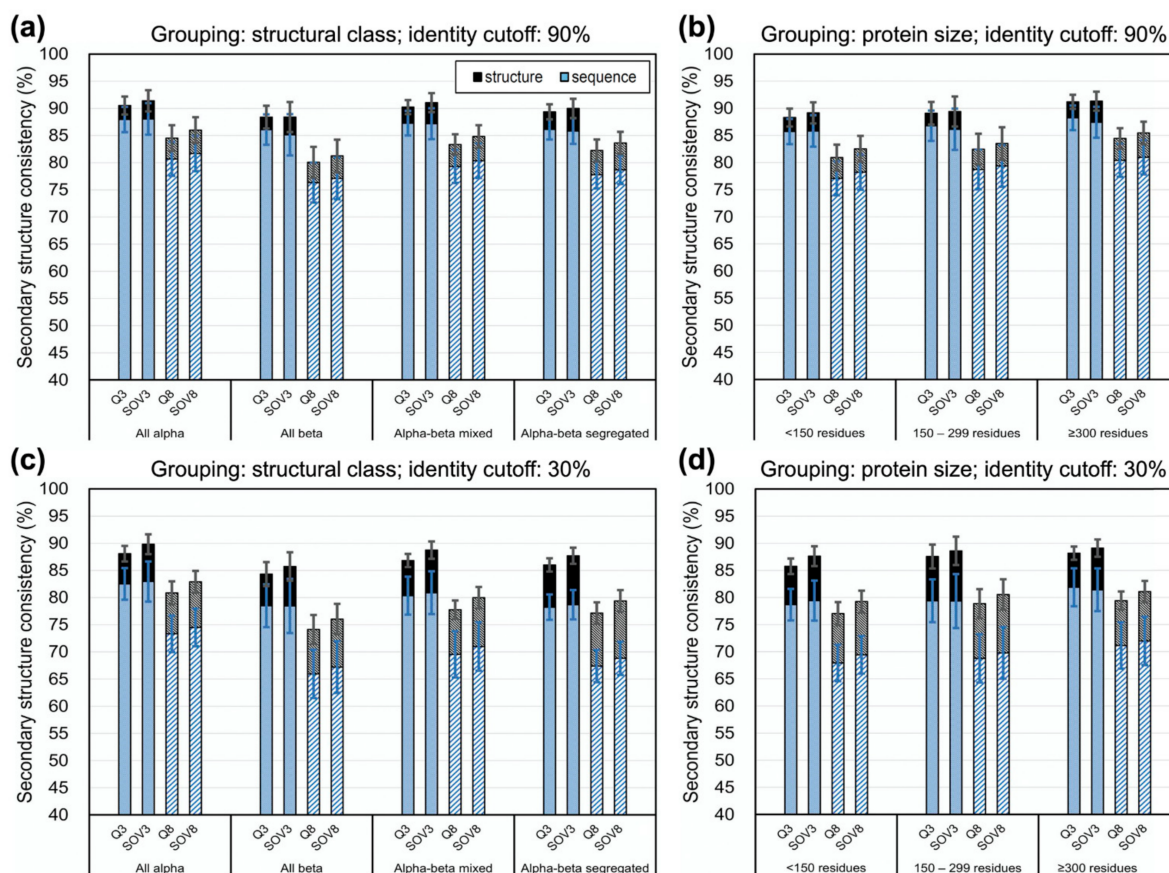 (a)
Grouping: structural class; identity cutoff: 90%
Secondary structure consistency (%)
100
95
90
85
80
75
70
65
60
55
50
45
40
structure sequence
Q3 SOV3 Q8 SOV8 Q3 SOV3 Q8 SOV8 Q3 SOV3 Q8 SOV8 Q3 SOV3 Q8 SOV8
All alpha All beta Alpha-beta mixed Alpha-beta segregated
(b)
Grouping: protein size; identity cutoff: 90%
Secondary structure consistency (%)
100
95
90
85
80
75
70
65
60
55
50
45
40
Q3 SOV3 Q8 SOV8 Q3 SOV3 Q8 SOV8 Q3 SOV3 Q8 SOV8
<150 residues 150 – 299 residues ≥300 residues
(c)
Grouping: structural class; identity cutoff: 30%
Secondary structure consistency (%)
100
95
90
85
80
75
70
65
60
55
50
45
40
Q3 SOV3 Q8 SOV8 Q3 SOV3 Q8 SOV8 Q3 SOV3 Q8 SOV8 Q3 SOV3 Q8 SOV8
All alpha All beta Alpha-beta mixed Alpha-beta segregated
(d)
Grouping: protein size; identity cutoff: 30%
Secondary structure consistency (%)
100
95
90
85
80
75
70
65
60
55
50
45
40
Q3 SOV3 Q8 SOV8 Q3 SOV3 Q8 SOV8 Q3 SOV3 Q8 SOV8
<150 residues 150 – 299 residues ≥300 residues